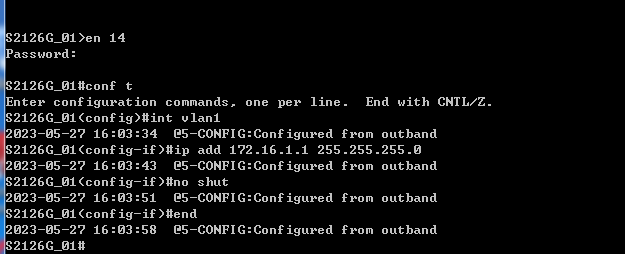 S2126G_01>en 14
Password:
S2126G_01#conf t
Enter configuration commands, one per line.  End with CNTL/Z.
S2126G_01(config)#int vlan1
2023-05-27 16:03:34  @5-CONFIG:Configured from outband
S2126G_01(config-if)#ip add 172.16.1.1 255.255.255.0
2023-05-27 16:03:43  @5-CONFIG:Configured from outband
S2126G_01(config-if)#no shut
2023-05-27 16:03:51  @5-CONFIG:Configured from outband
S2126G_01(config-if)#end
2023-05-27 16:03:58  @5-CONFIG:Configured from outband
S2126G_01#